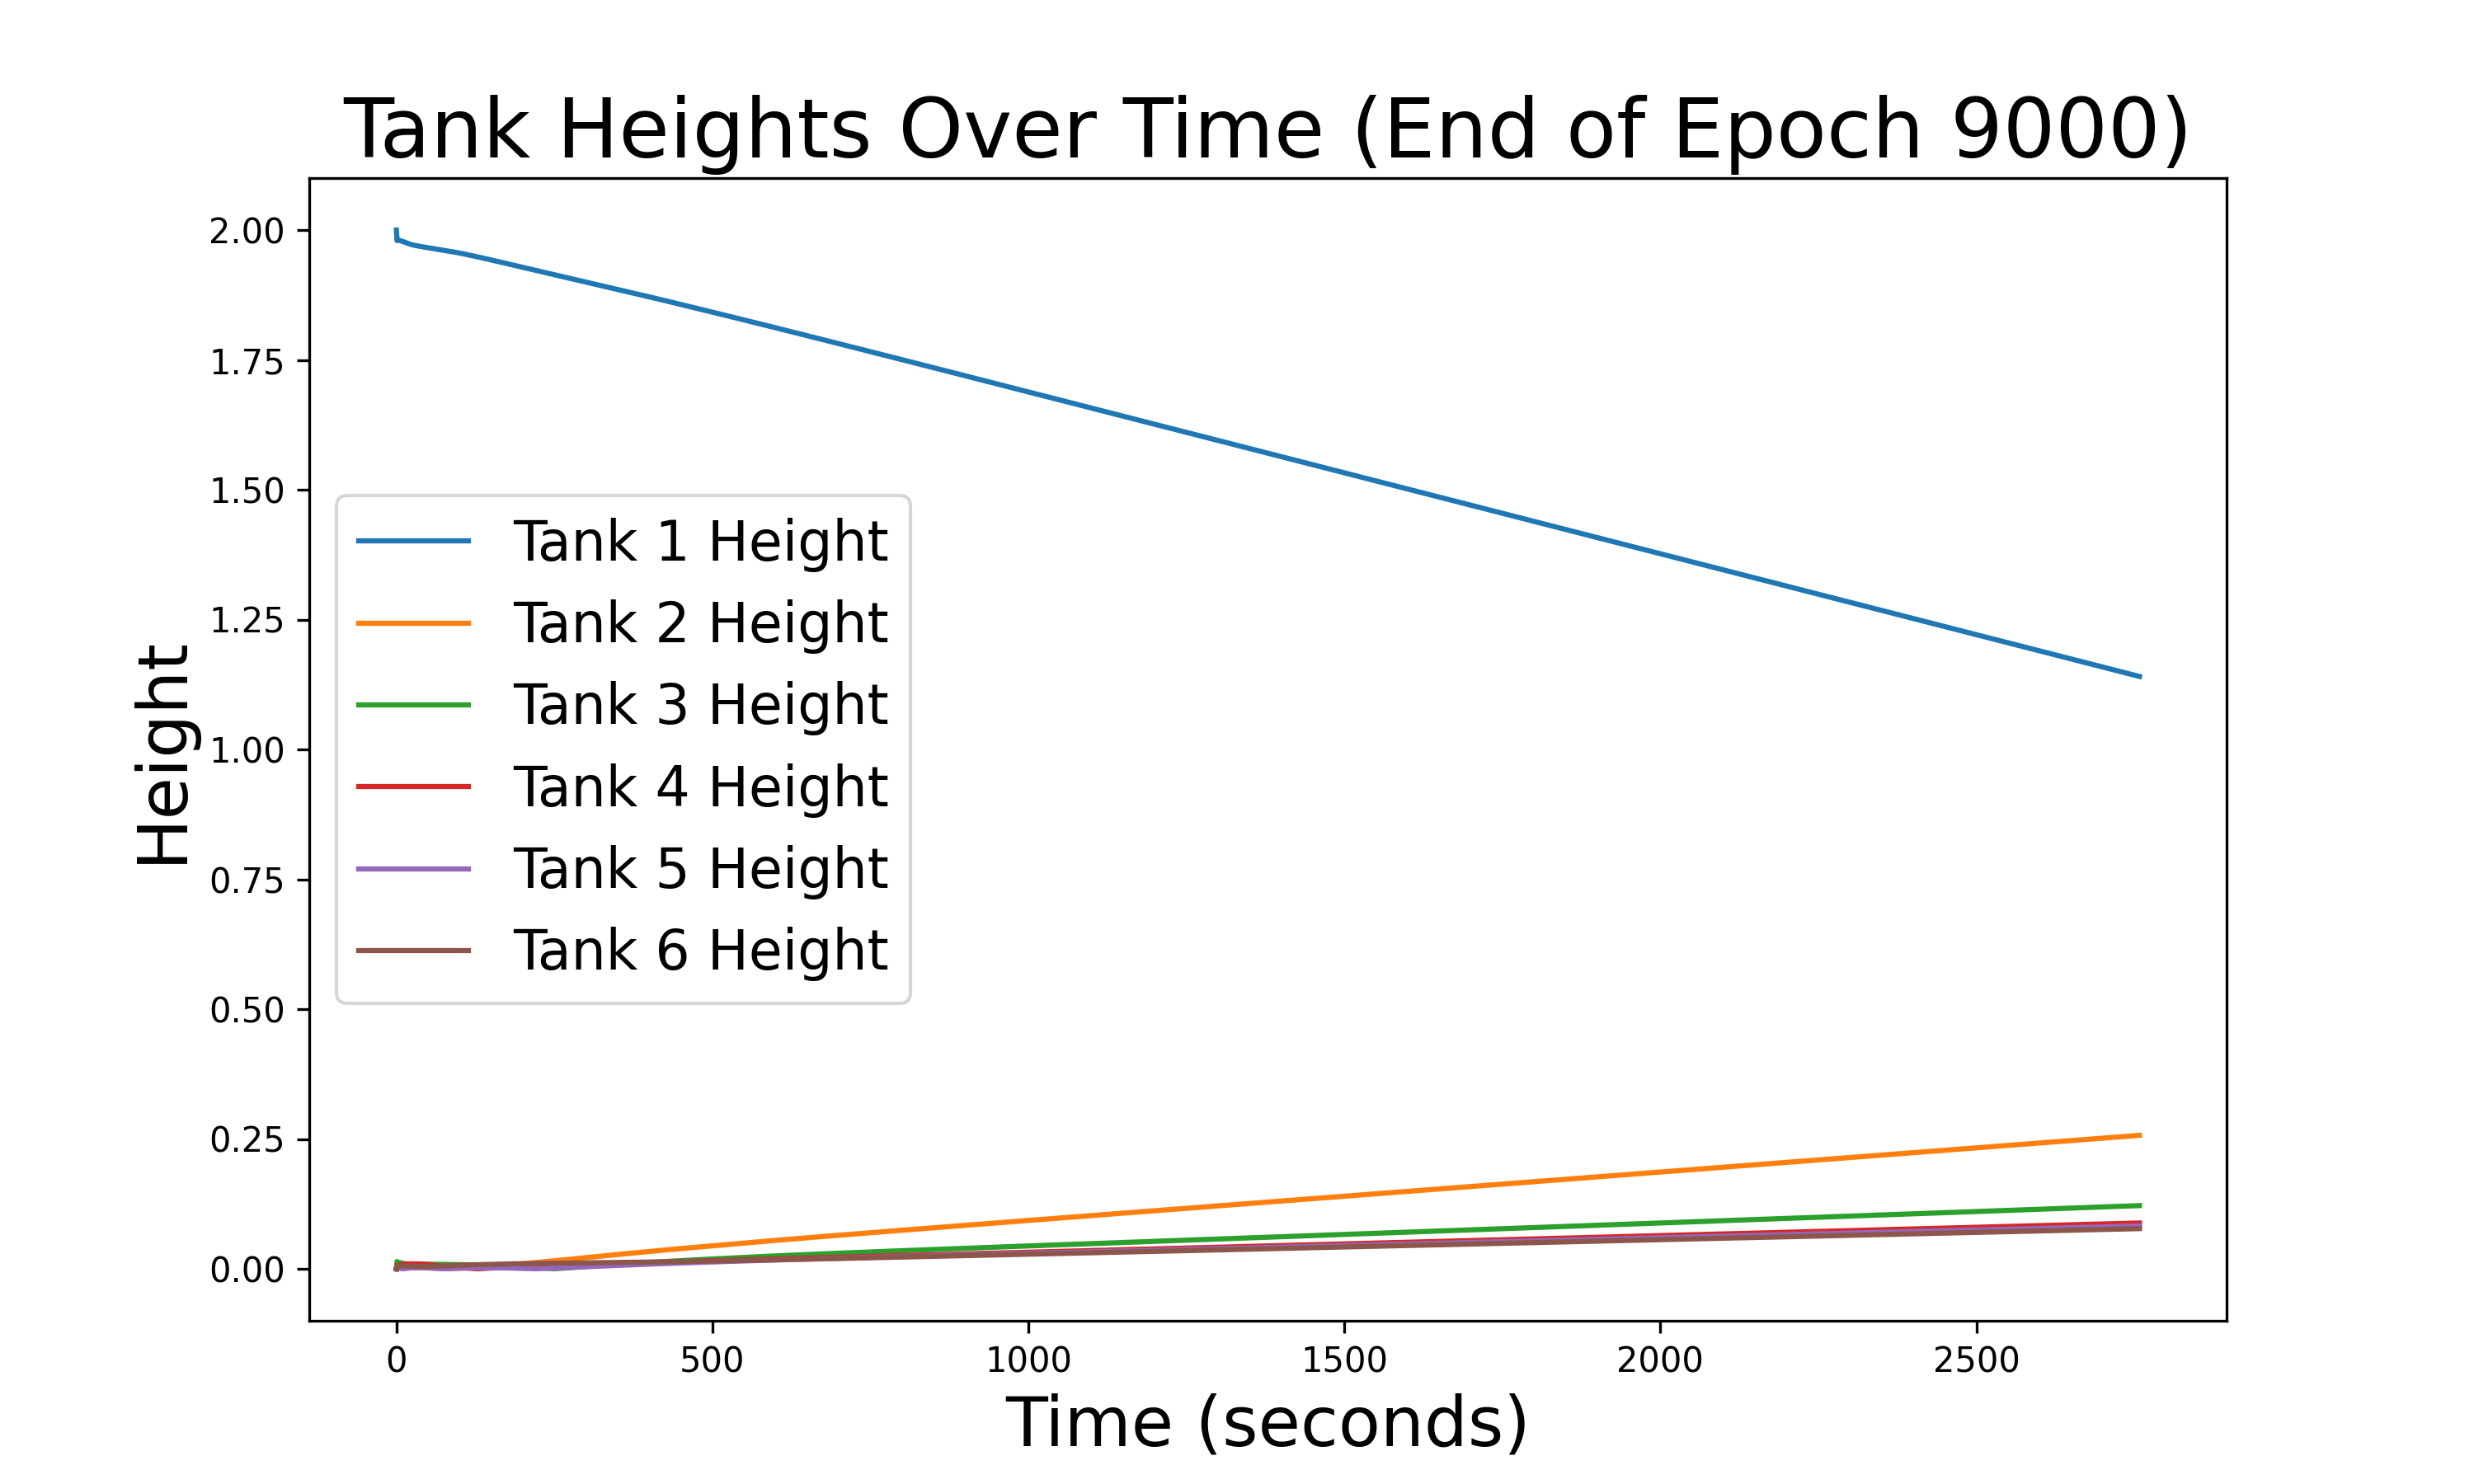 Tank Heights Over Time (End of Epoch 9000)
Height
2.00
1.75
1.50
1.25
1.00
0.75
0.50
0.25
0.00
Tank 1 Height
Tank 2 Height
Tank 3 Height
Tank 4 Height
Tank 5 Height
Tank 6 Height
0 500 1000 1500 2000 2500
Time (seconds)